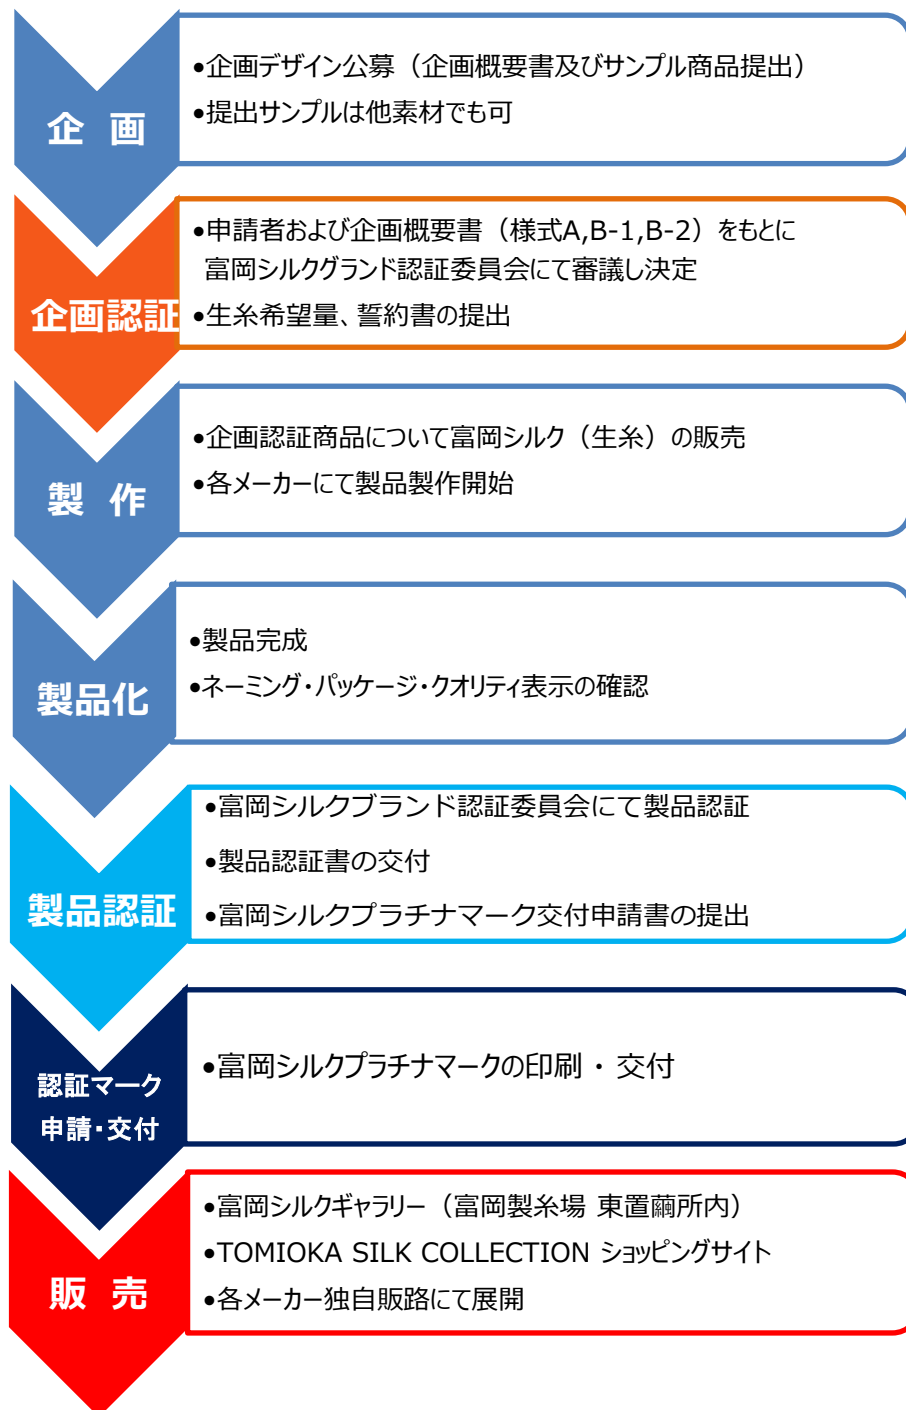 企 画
•企画デザイン公募（企画概要書及びサンプル商品提出）
•提出サンプルは他素材でも可
企画認証
•申請者および企画概要書（様式A,B-1,B-2）をもとに
富岡シルクグランド認証委員会にて審議し決定
•生糸希望量、誓約書の提出
製 作
•企画認証商品について富岡シルク（生糸）の販売
•各メーカーにて製品製作開始
製品化
•製品完成
•ネーミング・パッケージ・クオリティ表示の確認
製品認証
•富岡シルクブランド認証委員会にて製品認証
•製品認証書の交付
•富岡シルクプラチナマーク交付申請書の提出
認証マーク
申請・交付
•富岡シルクプラチナマークの印刷 ・ 交付
販 売
•富岡シルクギャラリー（富岡製糸場 東置繭所内）
•TOMIOKA SILK COLLECTION ショッピングサイト
•各メーカー独自販路にて展開